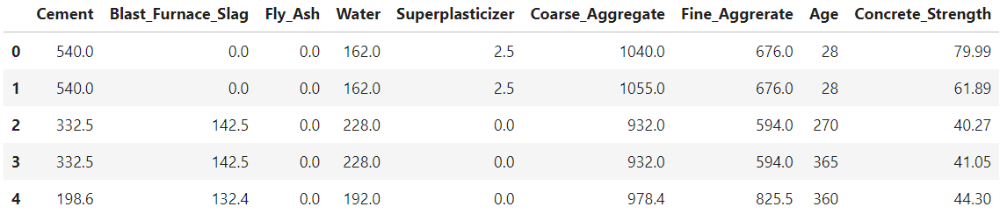 Cement Blast_Furnace_Slag Fly_Ash Water Superplasticizer Coarse_Aggregate Fine_Aggrerate Age Concrete_Strength
0 540.0 0.0 0.0 162.0 2.5 1040.0 676.0 28 79.99
1 540.0 0.0 0.0 162.0 2.5 1055.0 676.0 28 61.89
2 332.5 142.5 0.0 228.0 0.0 932.0 594.0 270 40.27
3 332.5 142.5 0.0 228.0 0.0 932.0 594.0 365 41.05
4 198.6 132.4 0.0 192.0 0.0 978.4 825.5 360 44.30